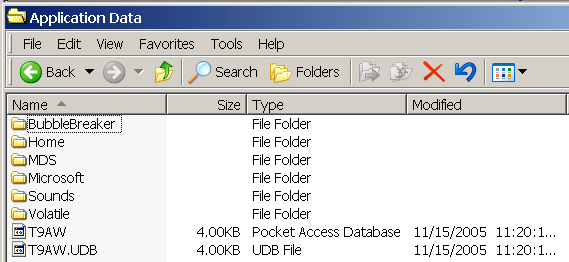 Application Data
File Edit View Favorites Tools Help
Back Search Folders
Name Size Type Modified
BubbleBreaker File Folder
Home File Folder
MDS File Folder
Microsoft File Folder
Sounds File Folder
Volatile File Folder
T9AW 4.00KB Pocket Access Database 11/15/2005 11:20:1...
T9AW.UDB 4.00KB UDB File 11/15/2005 11:20:1...